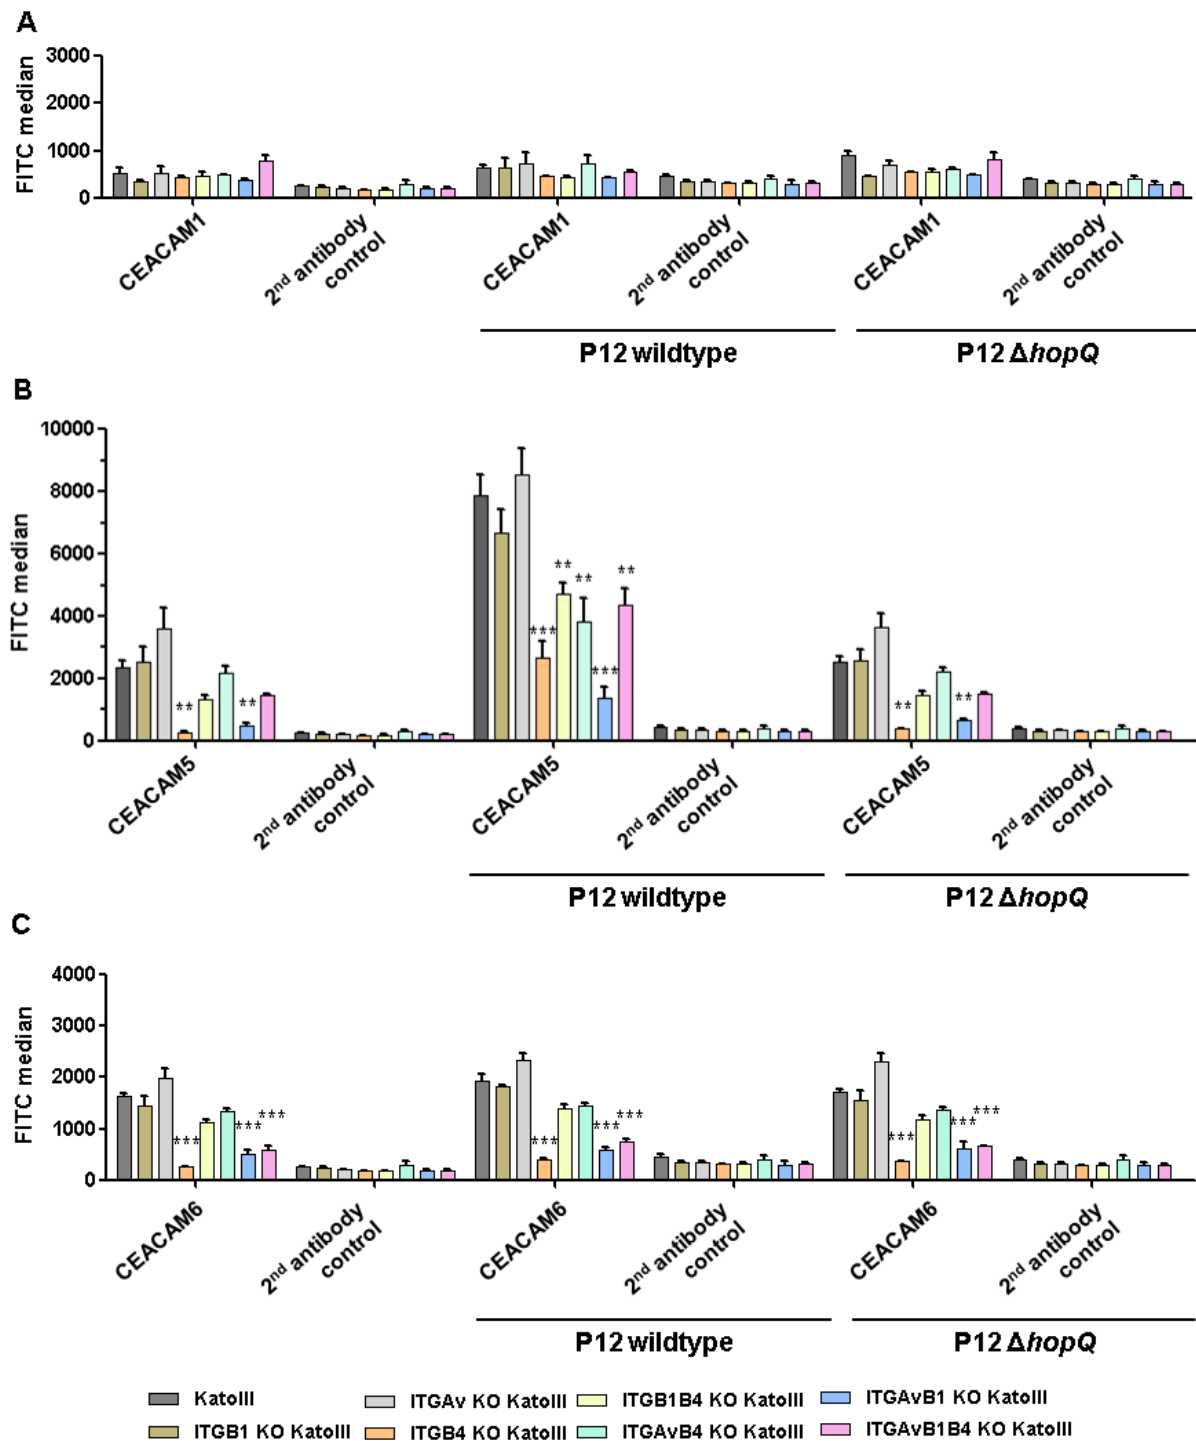 A
FITC median
3000
2000
1000
0
CEACAM1
2nd antibody
control
CEACAM1
2nd antibody
control
CEACAM1
2nd antibody
control
P12 wildtype
P12 ΔhopQ
B
FITC median
10000
8000
6000
4000
2000
0
**
**
***
**
**
***
**
**
**
CEACAM5
2nd antibody
control
CEACAM5
2nd antibody
control
CEACAM5
2nd antibody
control
P12 wildtype
P12 ΔhopQ
C
FITC median
4000
3000
2000
1000
0
***
***
***
***
***
***
***
***
***
CEACAM6
2nd antibody
control
CEACAM6
2nd antibody
control
CEACAM6
2nd antibody
control
P12 wildtype
P12 ΔhopQ
KatoIII
ITGAv KO KatoIII
ITGB1B4 KO KatoIII
ITGAvB1 KO KatoIII
ITGB1 KO KatoIII
ITGB4 KO KatoIII
ITGAvB4 KO KatoIII
ITGAvB1B4 KO KatoIII